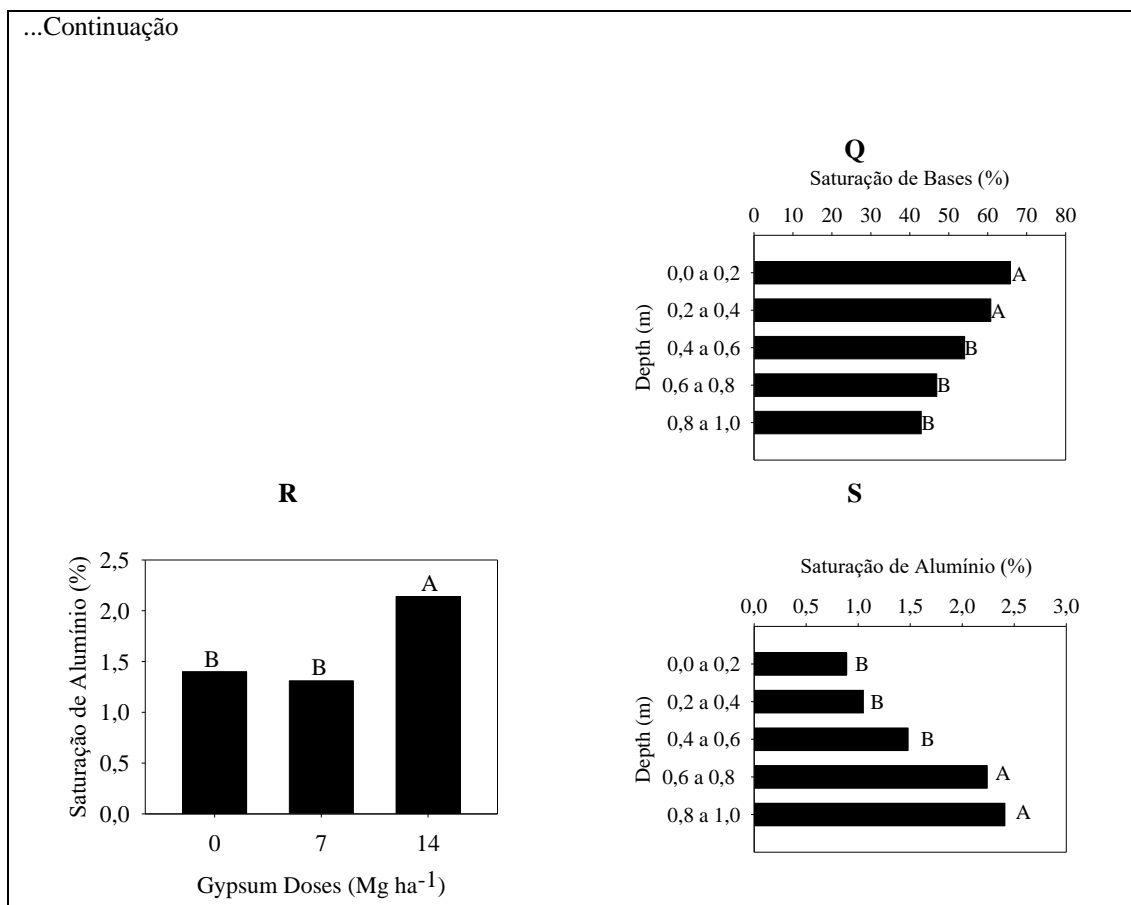 ...Continuação
Q
Saturação de Bases (%)
0 10 20 30 40 50 60 70 80
Depth (m)
0,0 a 0,2 A
0,2 a 0,4 A
0,4 a 0,6 B
0,6 a 0,8 B
0,8 a 1,0 B
R
Saturação de Alumínio (%)
2,5
2,0
1,5
1,0
0,5
0,0
B B A
0 7 14
Gypsum Doses (Mg ha-1)
S
Saturação de Alumínio (%)
0,0 0,5 1,0 1,5 2,0 2,5 3,0
Depth (m)
0,0 a 0,2 B
0,2 a 0,4 B
0,4 a 0,6 B
0,6 a 0,8 A
0,8 a 1,0 A